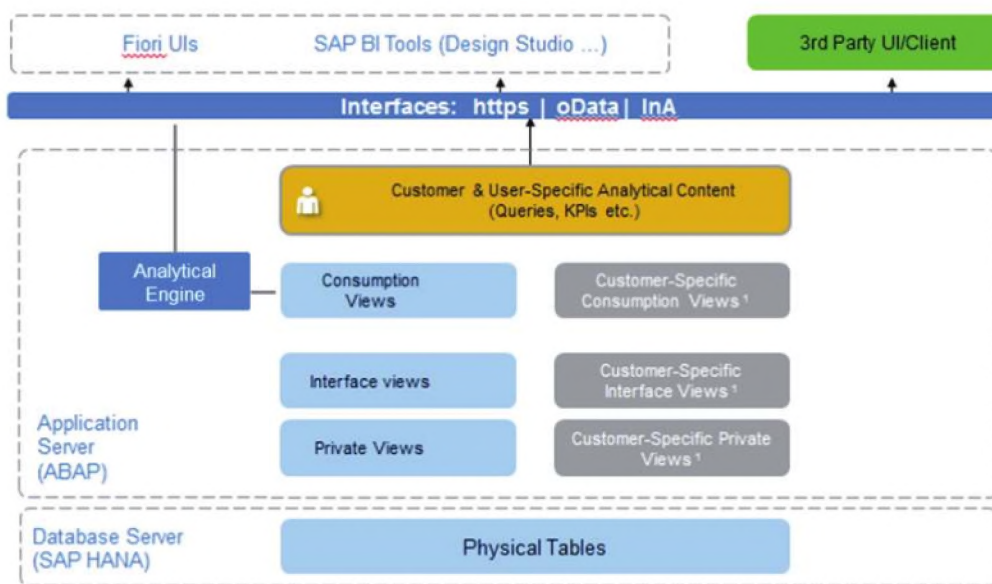 Fiori UIs
SAP BI Tools (Design Studio ...)
3rd Party UI/Client
Interfaces: https | oData | InA
Customer & User-Specific Analytical Content
(Queries, KPIs etc.)
Analytical
Engine
Consumption
Views
Customer-Specific
Consumption Views ¹
Interface views
Customer-Specific
Interface Views ¹
Application
Server
(ABAP)
Private Views
Customer-Specific Private
Views ¹
Database Server
(SAP HANA)
Physical Tables